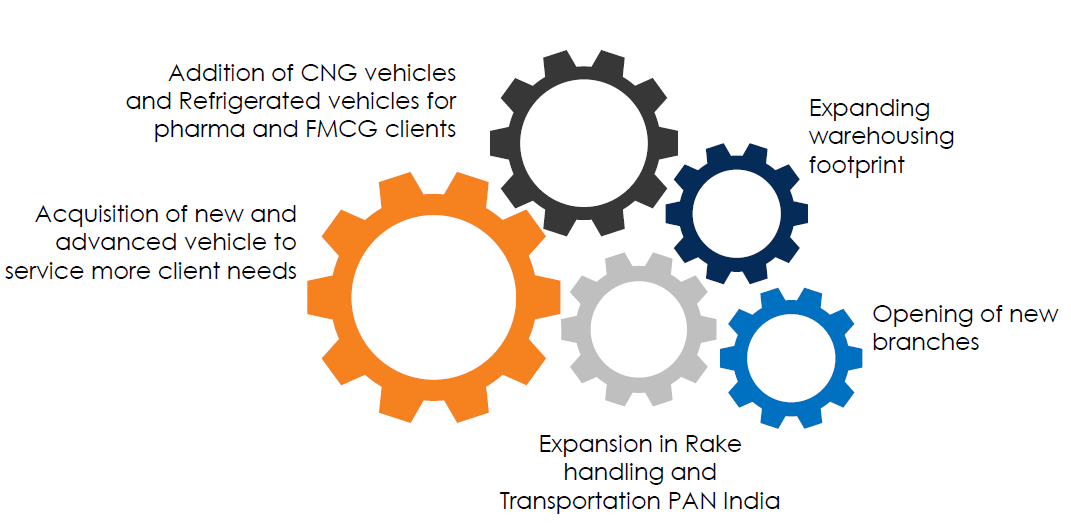 Addition of CNG vehicles
and Refrigerated vehicles for
pharma and FMCG clients
Expanding
warehousing
footprint
Acquisition of new and
advanced vehicle to
service more client needs
Opening of new
branches
Expansion in Rake
handling and
Transportation PAN India